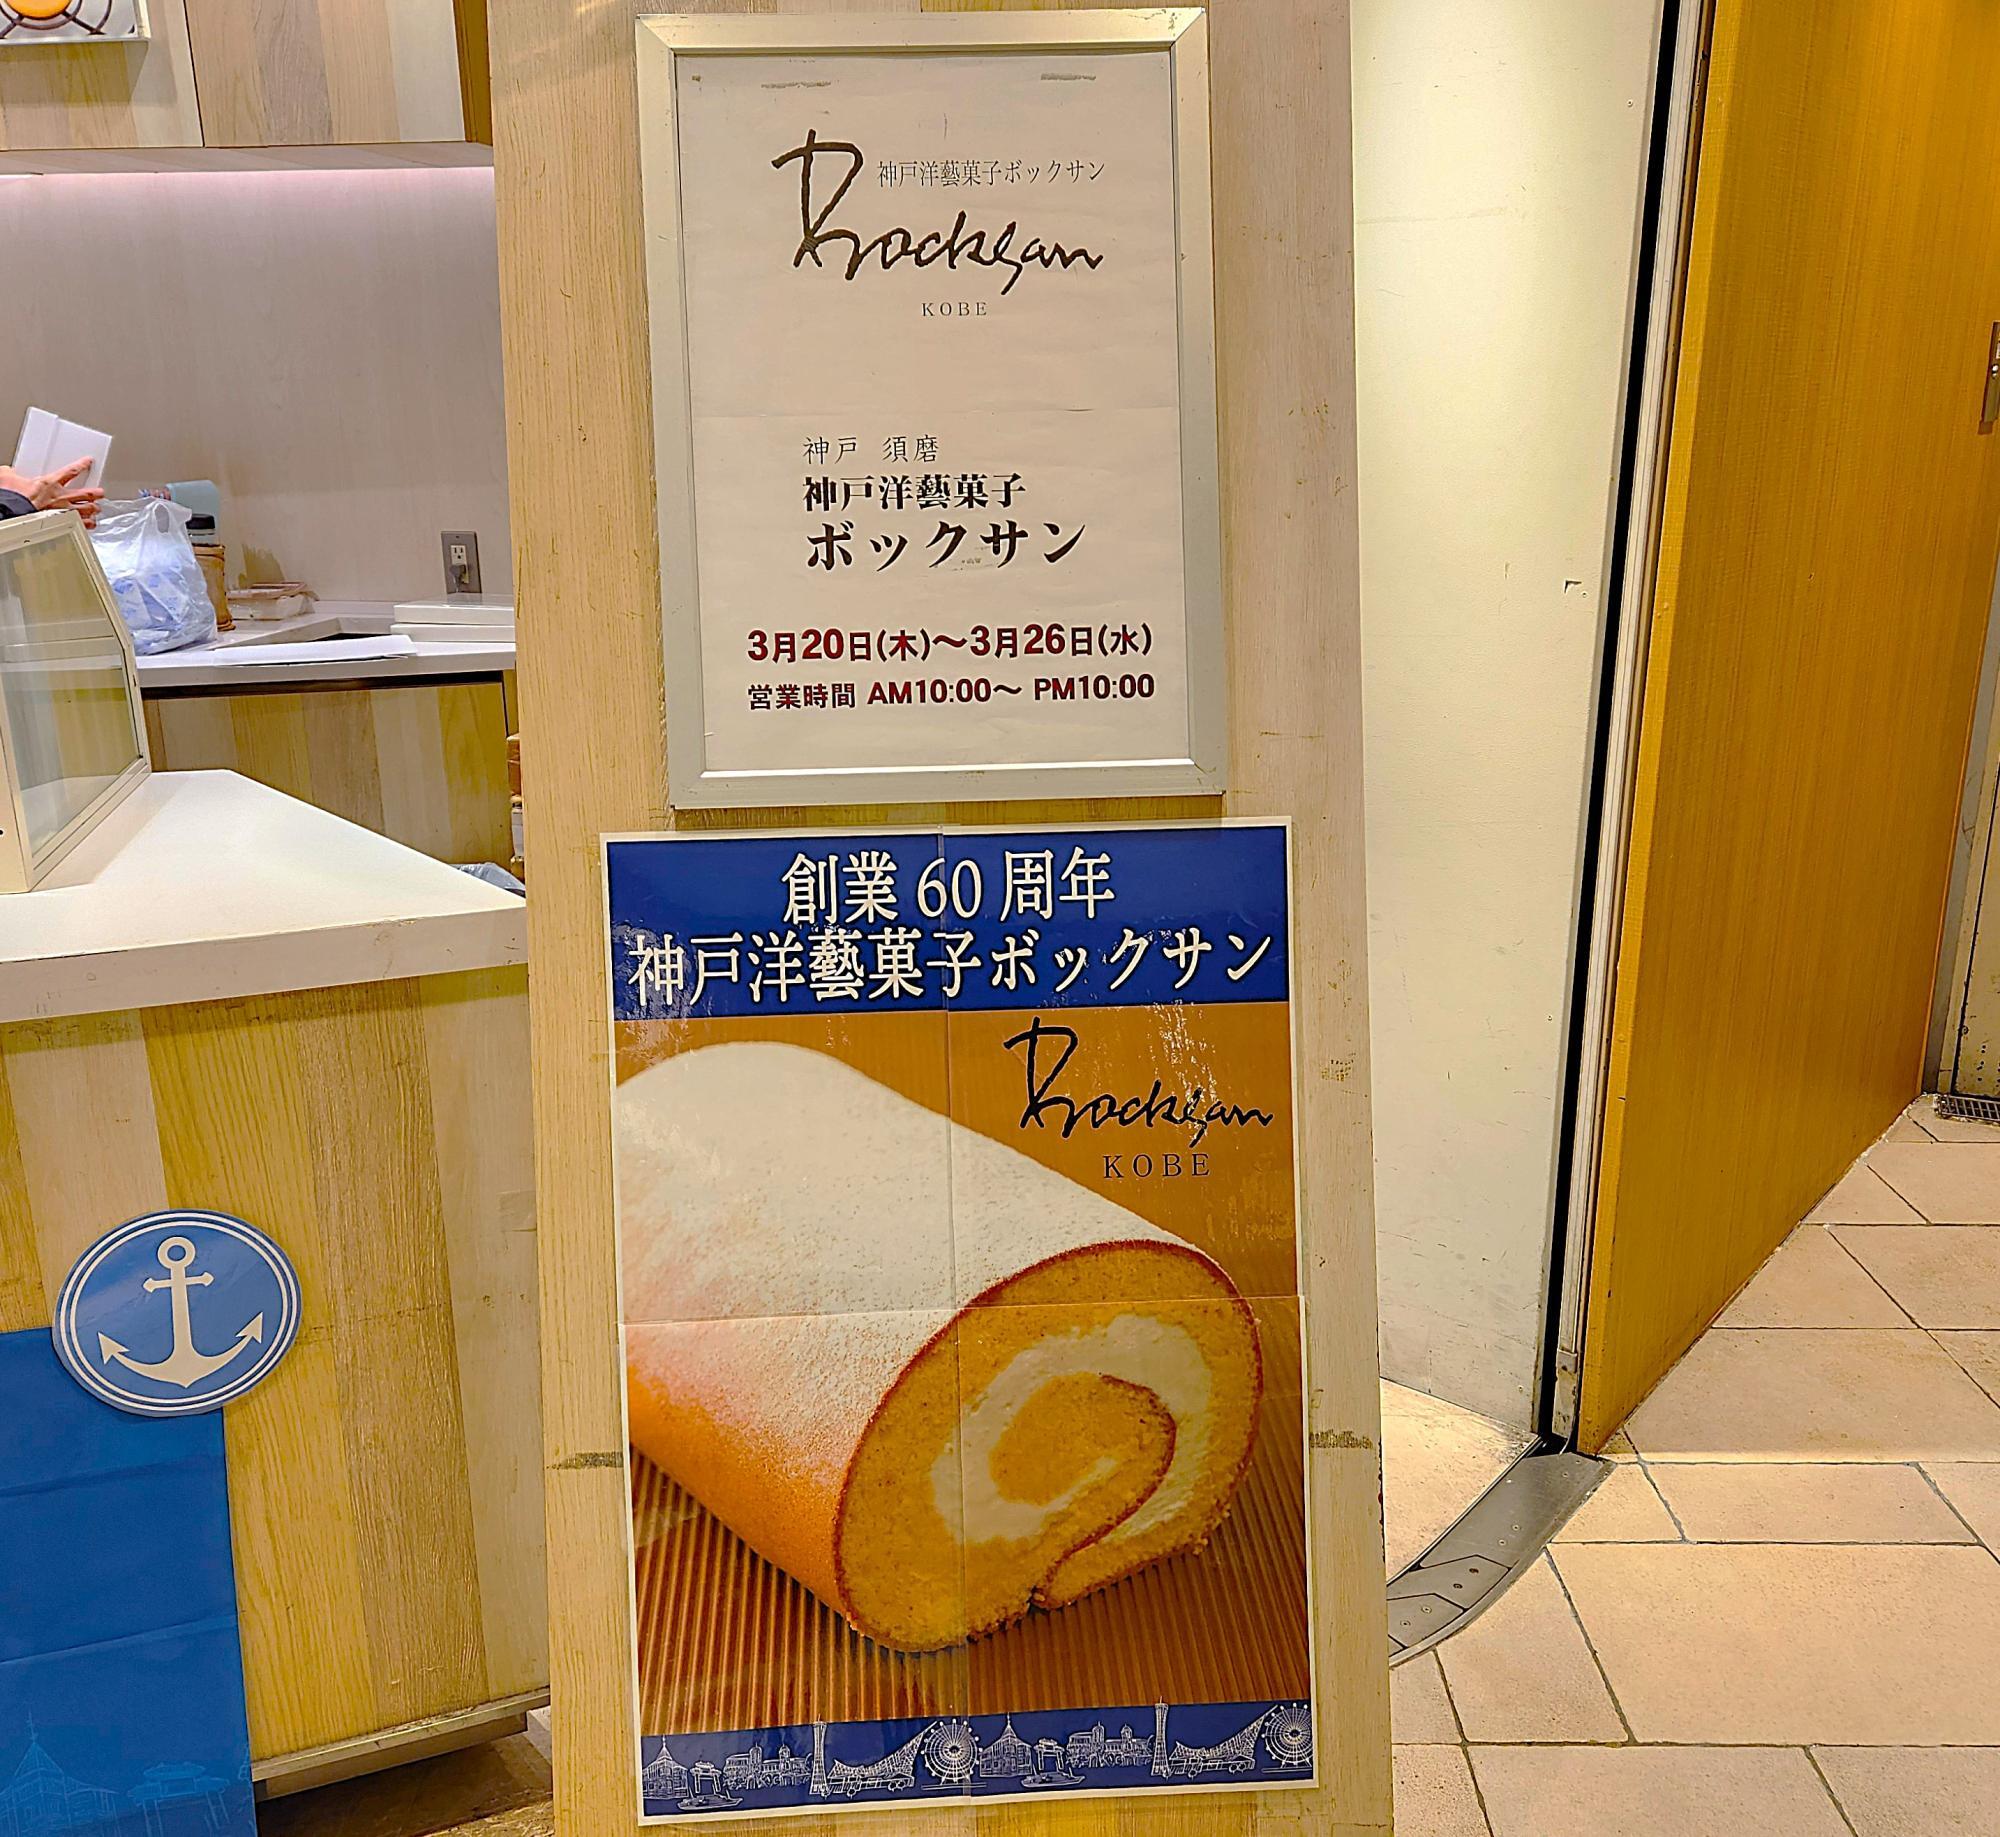 神戸洋藝菓子ボックサン
Bocksan
KOBE
神戸 須磨
神戸洋藝菓子
ボックサン
3月20日(木)〜3月26日(水)
営業時間 AM10:00〜 PM10:00
創業60周年
神戸洋藝菓子ボックサン
Bocksan
KOBE